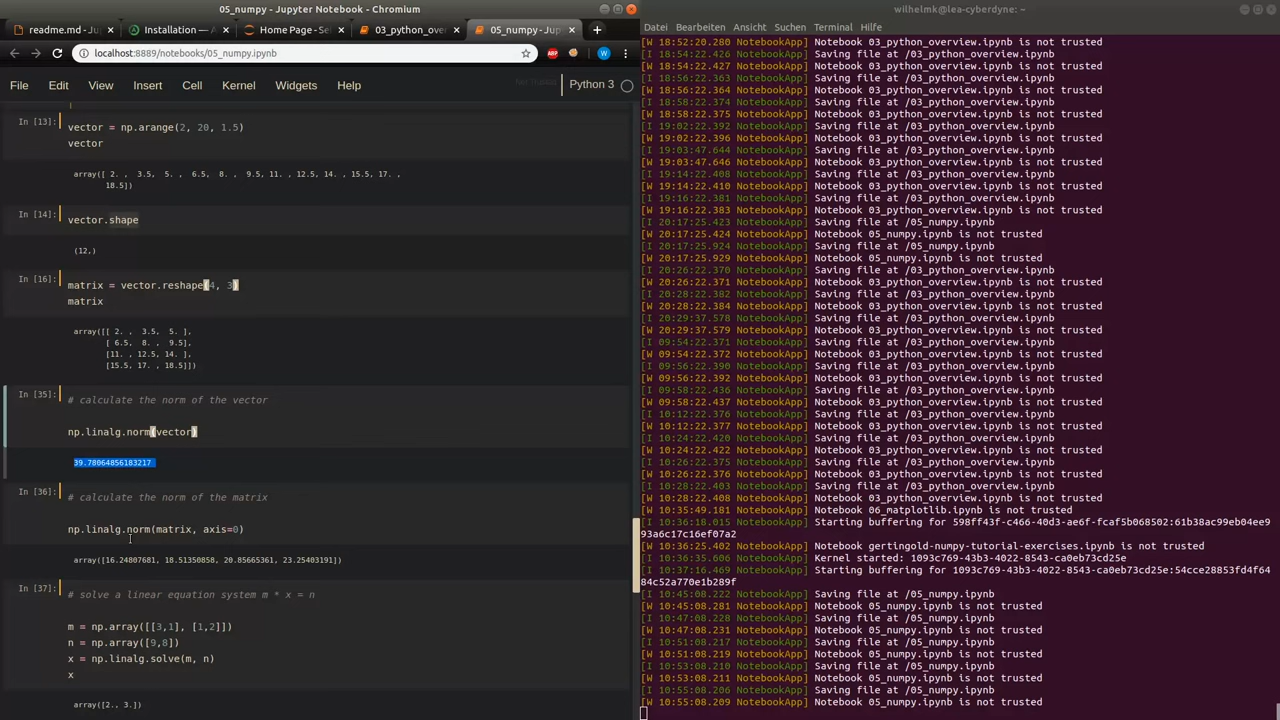 05_numpy - Jupyter Notebook - Chromium
readme.md - Ju
Installation — A
Home Page - Sel
03_python_over
05_numpy - Jup
localhost:8889/notebooks/05_numpy.ipynb
ABP
W
File Edit View Insert Cell Kernel Widgets Help
Not Trusted
Python 3
In [13]:
vector = np.arange(2, 20, 1.5)
vector
array([ 2. ,  3.5,  5. ,  6.5,  8. ,  9.5, 11. , 12.5, 14. , 15.5, 17. ,
18.5])
In [14]:
vector.shape
(12,)
In [16]:
matrix = vector.reshape(4, 3)
matrix
array([[ 2. ,  3.5,  5. ],
[ 6.5,  8. ,  9.5],
[11. , 12.5, 14. ],
[15.5, 17. , 18.5]])
In [35]:
# calculate the norm of the vector
np.linalg.norm(vector)
39.78064856183217
In [36]:
# calculate the norm of the matrix
np.linalg.norm(matrix, axis=0)
array([16.24807681, 18.51350858, 20.85665361, 23.25403191])
In [37]:
# solve a linear equation system m * x = n
m = np.array([[3,1], [1,2]])
n = np.array([9,8])
x = np.linalg.solve(m, n)
x
array([2., 3.])
wilhelmk@lea-cyberdyne: ~
Datei Bearbeiten Ansicht Suchen Terminal Hilfe
[W 18:52:20.280 NotebookApp] Notebook 03_python_overview.ipynb is not trusted
[I 18:54:22.426 NotebookApp] Saving file at /03_python_overview.ipynb
[W 18:54:22.427 NotebookApp] Notebook 03_python_overview.ipynb is not trusted
[I 18:56:22.363 NotebookApp] Saving file at /03_python_overview.ipynb
[W 18:56:22.364 NotebookApp] Notebook 03_python_overview.ipynb is not trusted
[I 18:58:22.374 NotebookApp] Saving file at /03_python_overview.ipynb
[W 18:58:22.375 NotebookApp] Notebook 03_python_overview.ipynb is not trusted
[I 19:02:22.392 NotebookApp] Saving file at /03_python_overview.ipynb
[W 19:02:22.396 NotebookApp] Notebook 03_python_overview.ipynb is not trusted
[I 19:03:47.644 NotebookApp] Saving file at /03_python_overview.ipynb
[W 19:03:47.646 NotebookApp] Notebook 03_python_overview.ipynb is not trusted
[I 19:14:22.408 NotebookApp] Saving file at /03_python_overview.ipynb
[W 19:14:22.410 NotebookApp] Notebook 03_python_overview.ipynb is not trusted
[I 19:16:22.381 NotebookApp] Saving file at /03_python_overview.ipynb
[W 19:16:22.383 NotebookApp] Notebook 03_python_overview.ipynb is not trusted
[I 20:17:25.423 NotebookApp] Saving file at /05_numpy.ipynb
[W 20:17:25.424 NotebookApp] Notebook 05_numpy.ipynb is not trusted
[I 20:17:25.924 NotebookApp] Saving file at /05_numpy.ipynb
[W 20:17:25.929 NotebookApp] Notebook 05_numpy.ipynb is not trusted
[I 20:26:22.370 NotebookApp] Saving file at /03_python_overview.ipynb
[W 20:26:22.371 NotebookApp] Notebook 03_python_overview.ipynb is not trusted
[I 20:28:22.382 NotebookApp] Saving file at /03_python_overview.ipynb
[W 20:28:22.384 NotebookApp] Notebook 03_python_overview.ipynb is not trusted
[I 20:29:37.578 NotebookApp] Saving file at /03_python_overview.ipynb
[W 20:29:37.579 NotebookApp] Notebook 03_python_overview.ipynb is not trusted
[I 09:54:22.371 NotebookApp] Saving file at /03_python_overview.ipynb
[W 09:54:22.372 NotebookApp] Notebook 03_python_overview.ipynb is not trusted
[I 09:56:22.390 NotebookApp] Saving file at /03_python_overview.ipynb
[W 09:56:22.392 NotebookApp] Notebook 03_python_overview.ipynb is not trusted
[I 09:58:22.436 NotebookApp] Saving file at /03_python_overview.ipynb
[W 09:58:22.438 NotebookApp] Notebook 03_python_overview.ipynb is not trusted
[I 10:12:22.376 NotebookApp] Saving file at /03_python_overview.ipynb
[W 10:12:22.377 NotebookApp] Notebook 03_python_overview.ipynb is not trusted
[I 10:24:22.420 NotebookApp] Saving file at /03_python_overview.ipynb
[W 10:24:22.422 NotebookApp] Notebook 03_python_overview.ipynb is not trusted
[I 10:26:22.375 NotebookApp] Saving file at /03_python_overview.ipynb
[W 10:26:22.376 NotebookApp] Notebook 03_python_overview.ipynb is not trusted
[I 10:28:22.403 NotebookApp] Saving file at /03_python_overview.ipynb
[W 10:28:22.408 NotebookApp] Notebook 03_python_overview.ipynb is not trusted
[W 10:35:49.181 NotebookApp] Notebook 06_matplotlib.ipynb is not trusted
[I 10:36:18.015 NotebookApp] Starting buffering for 598ff43f-c466-40d3-ae6f-fcaf5b068502:61b38ac99eb04ee9
93a6c17c16ef07a2
[W 10:36:25.402 NotebookApp] Notebook gertingold-numpy-tutorial-exercises.ipynb is not trusted
[I 10:36:35.606 NotebookApp] Kernel started: 1093c769-43b3-4022-8543-ca0eb73cd25e
[I 10:37:16.469 NotebookApp] Starting buffering for 1093c769-43b3-4022-8543-ca0eb73cd25e:54cce28853fd4f64
84c52a770e1b289f
[I 10:45:08.222 NotebookApp] Saving file at /05_numpy.ipynb
[W 10:45:08.281 NotebookApp] Notebook 05_numpy.ipynb is not trusted
[I 10:47:08.228 NotebookApp] Saving file at /05_numpy.ipynb
[W 10:47:08.231 NotebookApp] Notebook 05_numpy.ipynb is not trusted
[I 10:51:08.217 NotebookApp] Saving file at /05_numpy.ipynb
[W 10:51:08.219 NotebookApp] Notebook 05_numpy.ipynb is not trusted
[I 10:53:08.210 NotebookApp] Saving file at /05_numpy.ipynb
[W 10:53:08.211 NotebookApp] Notebook 05_numpy.ipynb is not trusted
[I 10:55:08.206 NotebookApp] Saving file at /05_numpy.ipynb
[W 10:55:08.209 NotebookApp] Notebook 05_numpy.ipynb is not trusted